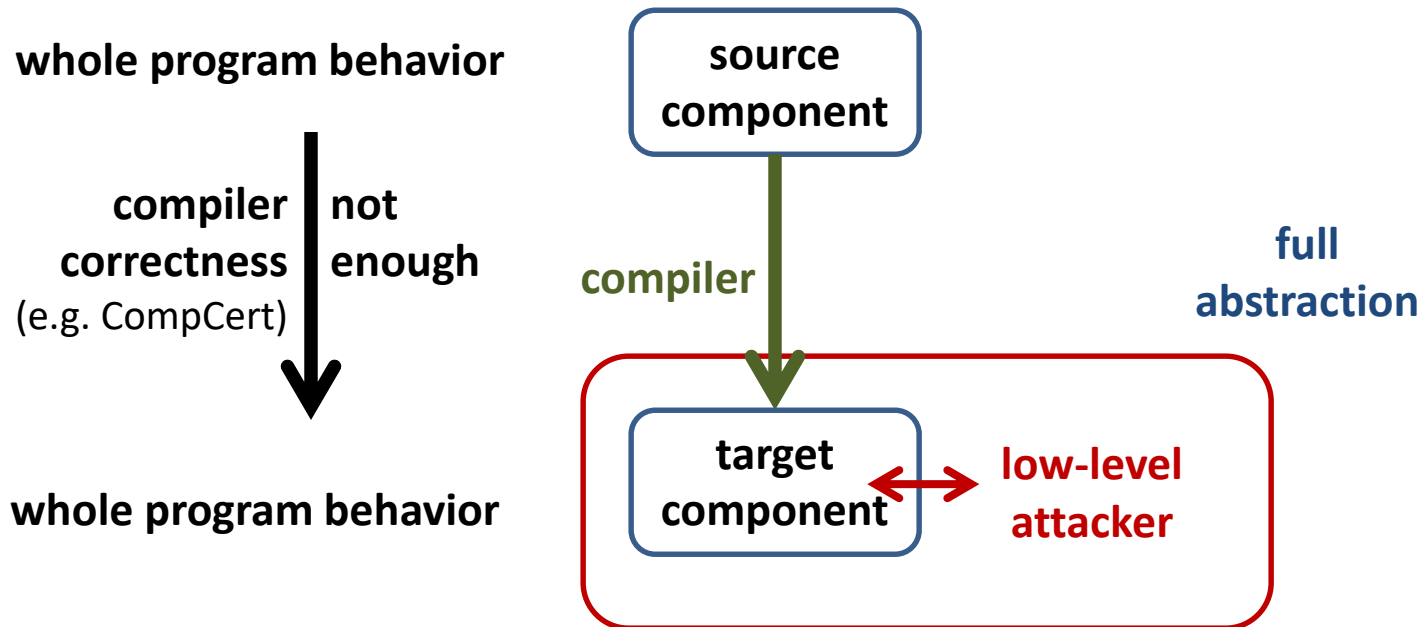 whole program behavior
compiler not
correctness enough
(e.g. CompCert)
whole program behavior
source
component
compiler
target
component
low-level
attacker
full
abstraction